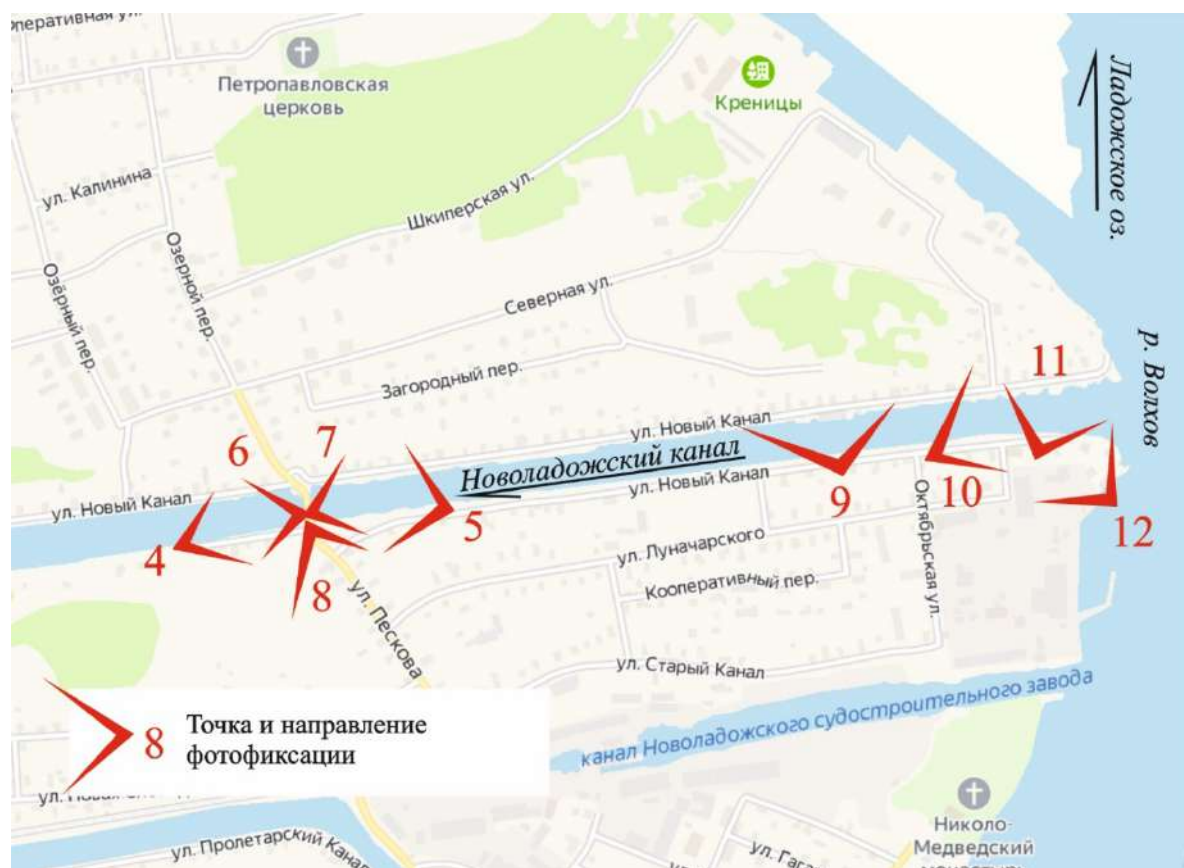 перативная ул.
Петропавловская
церковь
Креницы
Ладожское оз.
ул. Калинина
Шкиперская ул.
Озерной пер.
Озёрный пер.
Северная ул.
Загородный пер.
р. Волхов
11
6
7
ул. Новый Канал
Новоладожский канал
ул. Новый Канал
ул. Новый Канал
4
5
9
10
12
8
Октябрьская ул.
ул. Луначарского
Кооперативный пер.
ул. Пескова
ул. Старый Канал
канал Новоладожского судостроительного завода
8
Точка и направление
фотофиксации
ул.
ул. Пролетарский Канал
Николо-
Медведский
ул. Гага